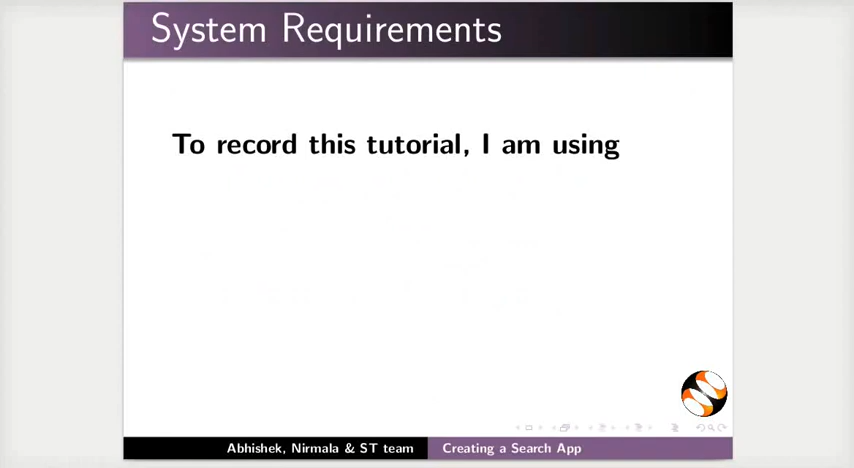 System Requirements
To record this tutorial, I am using
Abhishek, Nirmala & ST team
Creating a Search App